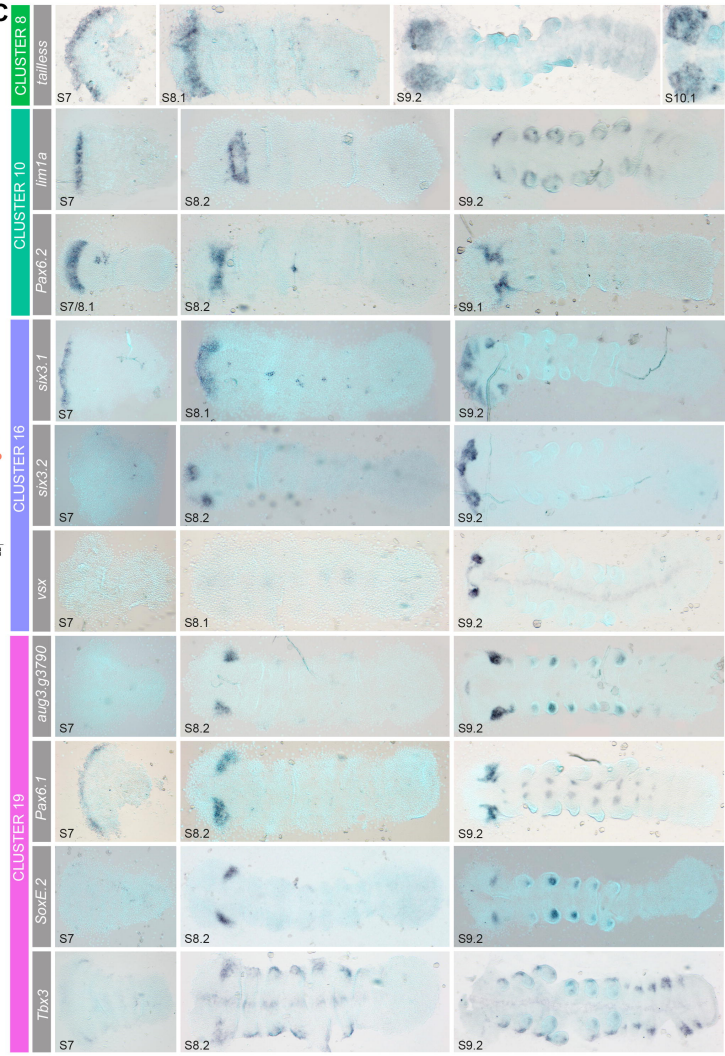 C
CLUSTER 8
tailless
S7
S8.1
S9.2
S10.1
CLUSTER 10
lim1a
S7
S8.2
S9.2
Pax6.2
S7/8.1
S8.2
S9.1
CLUSTER 16
six3.1
S7
S8.1
S9.2
six3.2
S7
S8.2
S9.2
vsx
S7
S8.1
S9.2
CLUSTER 19
aug3.g3790
S7
S8.2
S9.2
Pax6.1
S7
S8.2
S9.2
SoxE.2
S7
S8.2
S9.2
Tbx3
S7
S8.2
S9.2